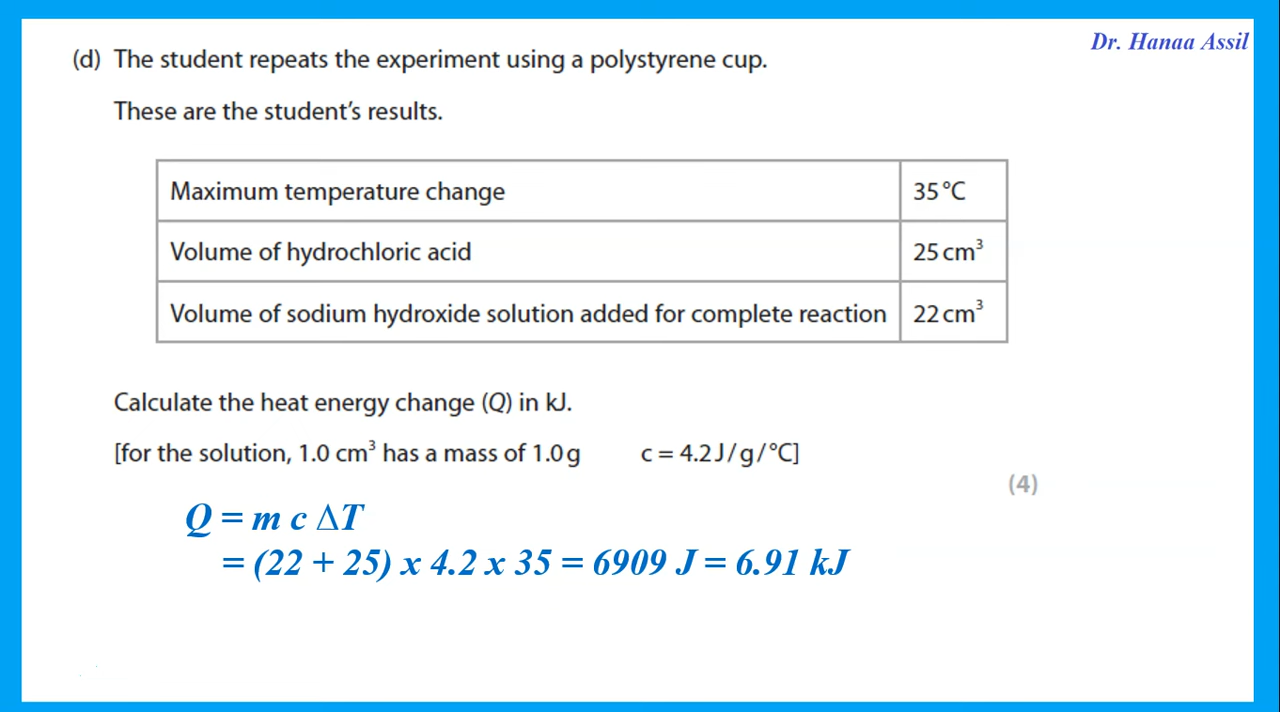 Dr. Hanaa Assil
(d) The student repeats the experiment using a polystyrene cup.
These are the student’s results.
Maximum temperature change 35 °C
Volume of hydrochloric acid 25 cm³
Volume of sodium hydroxide solution added for complete reaction 22 cm³
Calculate the heat energy change (Q) in kJ.
[for the solution, 1.0 cm³ has a mass of 1.0 g c = 4.2 J / g / °C]
(4)
Q = m c ΔT
= (22 + 25) x 4.2 x 35 = 6909 J = 6.91 kJ